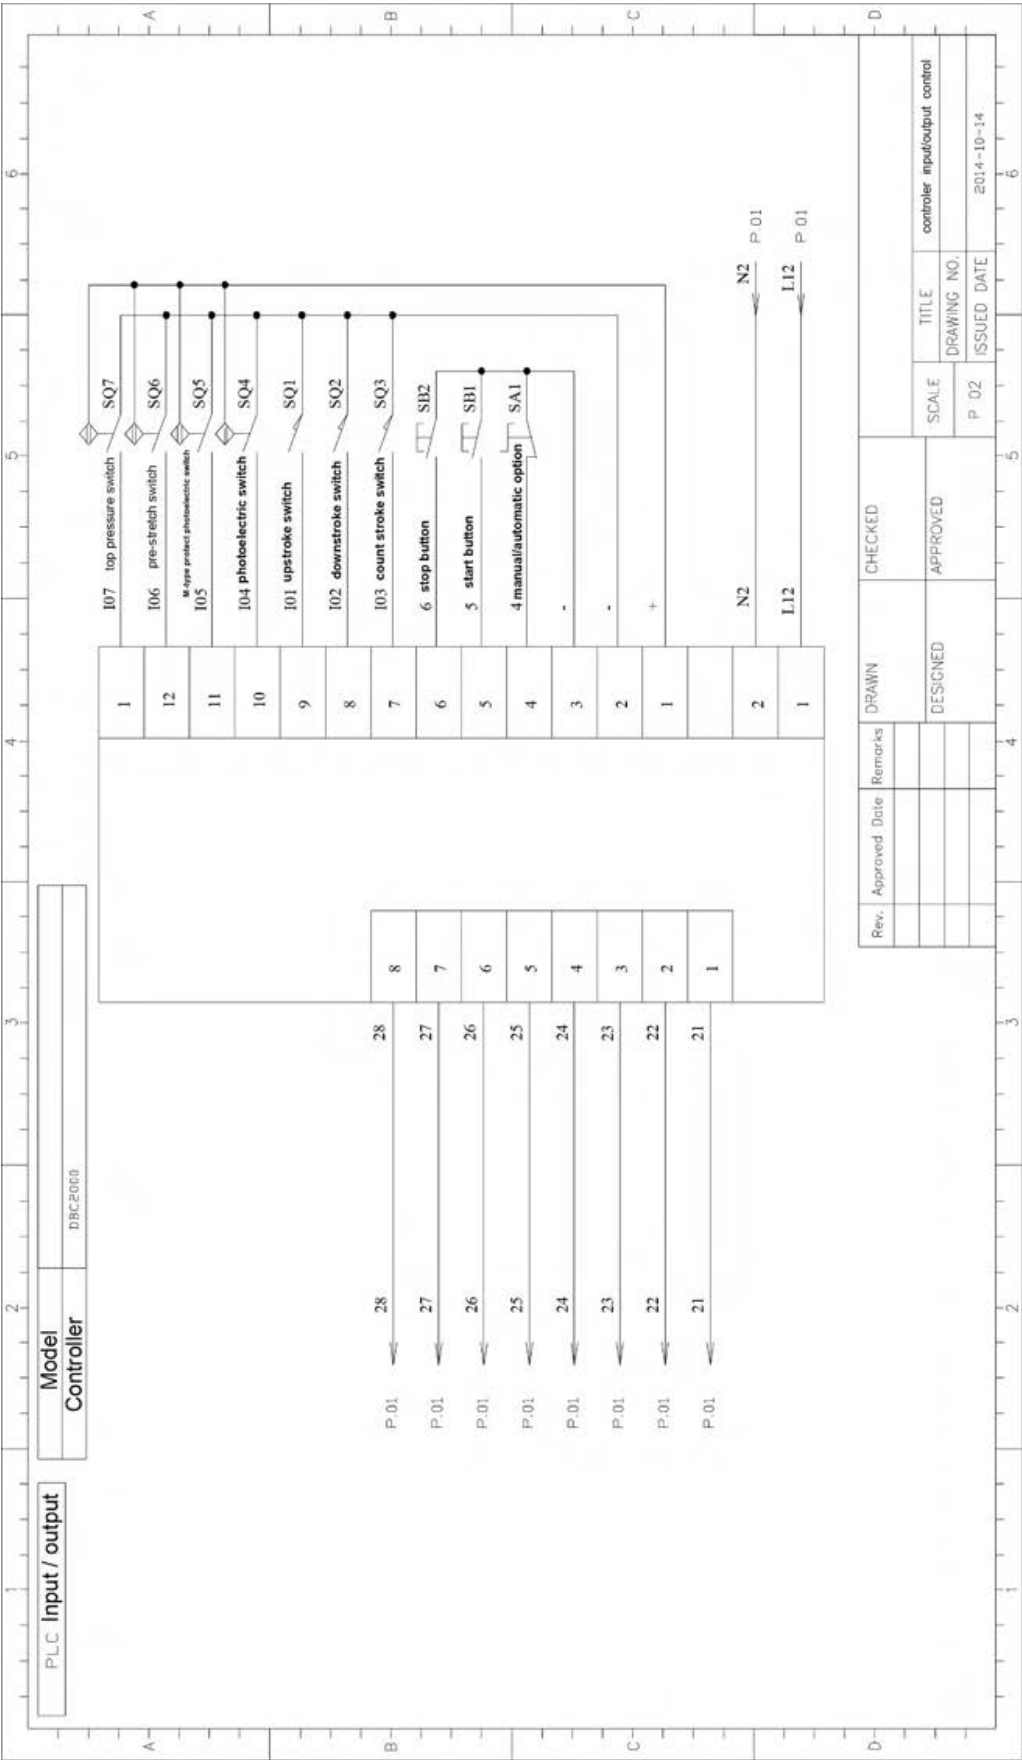 1
2
3
4
5
6
PLC Input / output
Model
Controller
DBC2000
A
B
C
D
P.01 28 28 8
P.01 27 27 7
P.01 26 26 6
P.01 25 25 5
P.01 24 24 4
P.01 23 23 3
P.01 22 22 2
P.01 21 21 1
1 I07 top pressure switch SQ7
12 I06 pre-stretch switch SQ6
M-type protect photoelectric switch
11 I05 SQ5
10 I04 photoelectric switch SQ4
9 I01 upstroke switch SQ1
8 I02 downstroke switch SQ2
7 I03 count stroke switch SQ3
6 6 stop button SB2
5 5 start button SB1
4 4 manual/automatic option SA1
3 -
2 -
1 +
2 N2 N2 P.01
1 L12 L12 P 01
A
B
C
D
Rev. Approved Date Remarks
DRAWN
CHECKED
DESIGNED
APPROVED
SCALE
P 02
TITLE
controler input/output control
DRAWING NO.
ISSUED DATE
2014-10-14
1
2
3
4
5
6